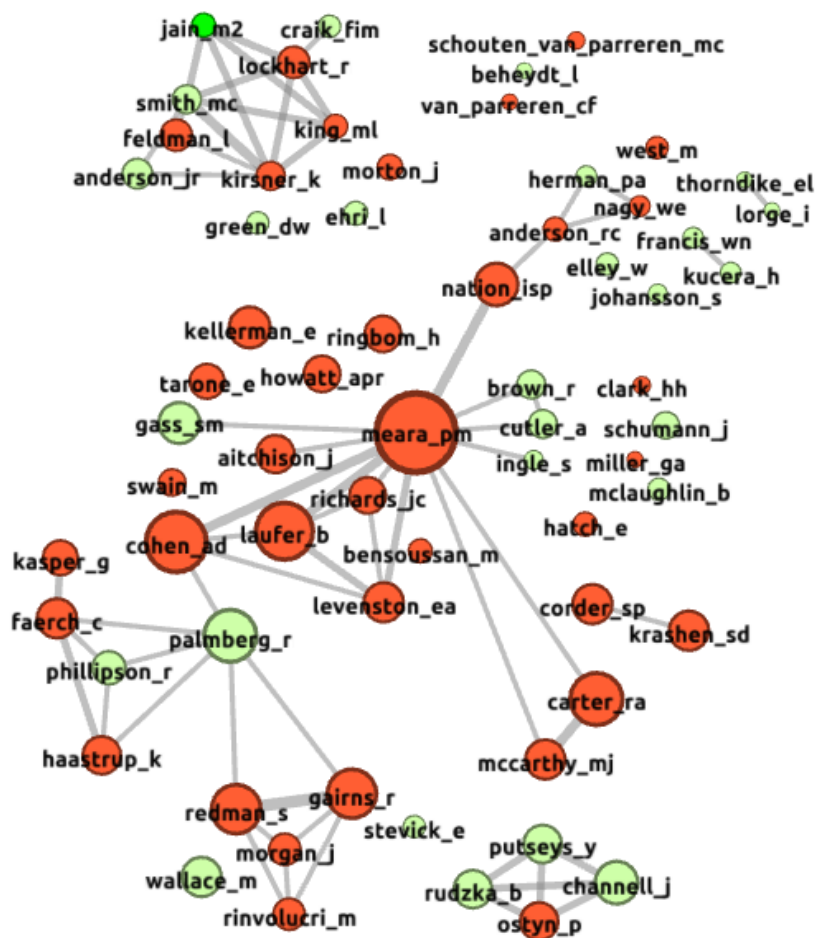 jain_m2
craik_fim
schouten_van_parreren_mc
lockhart_r
beheydt_l
smith_mc
van_parreren_cf
feldman_l
king_ml
west_m
anderson_jr
kirsner_k
morton_j
herman_pa
thorndike_el
nagy_we
lorge_i
green_dw
ehri_l
anderson_rc
francis_wn
elley_w
kucera_h
nation_isp
johansson_s
kellerman_e
ringbom_h
tarone_e
howatt_apr
brown_r
clark_hh
gass_sm
meara_pm
cutler_a
schumann_j
aitchison_j
ingle_s
miller_ga
swain_m
richards_jc
mclaughlin_b
laufer_b
hatch_e
cohen_ad
bensoussan_m
kasper_g
levenston_ea
corder_sp
faerch_c
palmberg_r
krashen_sd
phillipson_r
carter_ra
haastrup_k
mccarthy_mj
gairns_r
redman_s
stevick_e
putseys_y
morgan_j
wallace_m
rudzka_b
channell_j
rinvolucri_m
ostyn_p